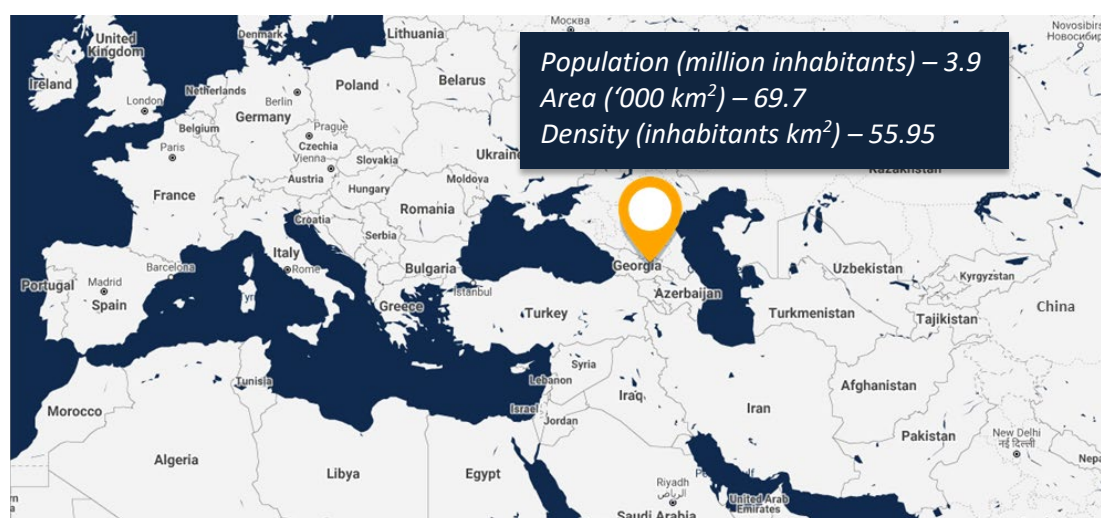 Population (million inhabitants) – 3.9
Area (‘000 km²) – 69.7
Density (inhabitants km²) – 55.95
Москва
Novosibirs
Новосибир
United
Kingdom
Denmark
Lithuania
Ireland
Netherlands
London
Berlin
Poland
Belarus
Germany
Belgium
Prague
Paris
Czechia
Vienna
Slovakia
Ukraine
Kazakhstan
Austria
Moldova
France
Hungary
Romania
Croatia
Serbia
Italy
Barcelona
Rome
Bulgaria
Georgia
Uzbekistan
Kyrgyzstan
Portugal
Madrid
Spain
Tyrr
Istanbul
Azerbaijan
China
Greece
Turkey
Turkmenistan
Tajikistan
Syria
Tunisia
Lebanon
Afghanistan
Morocco
Israel
Iraq
Iran
Jordan
Pakistan
New Delhi
नई दिल्ली
Algeria
Libya
Egypt
Nepa
Riyadh
الرياض
United Arab
Emirates
Saudi Arabia